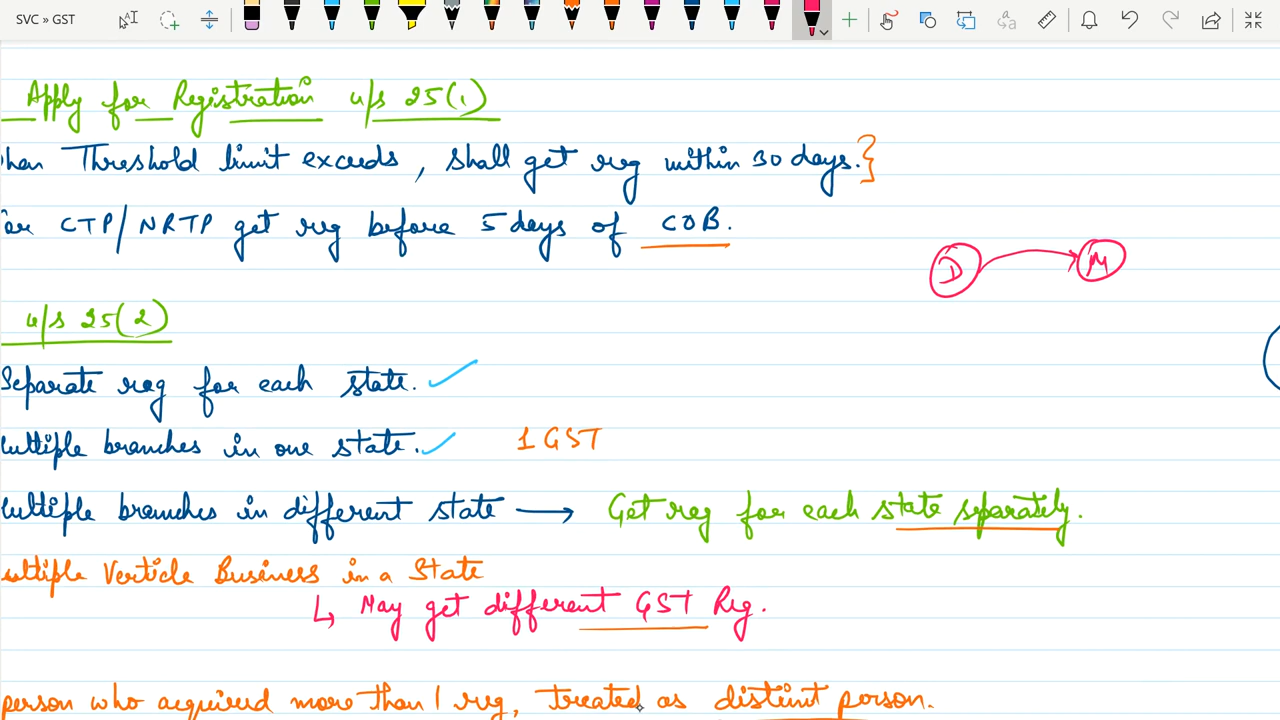 SVC » GST
Apply for Registration u/s 25(1)
han Threshold limit exceeds, shall get reg within 30 days.}
or CTP/NRTP get reg before 5 days of COB.
D M
u/s 25(2)
Separate reg for each state.
ultiple branches in one state. 1 GST
ultiple branches in different state → Get reg for each state separately.
ultiple Verticle Business in a State
↳ May get different GST Reg.
person who acquired more than 1 reg, treated as distinct person.